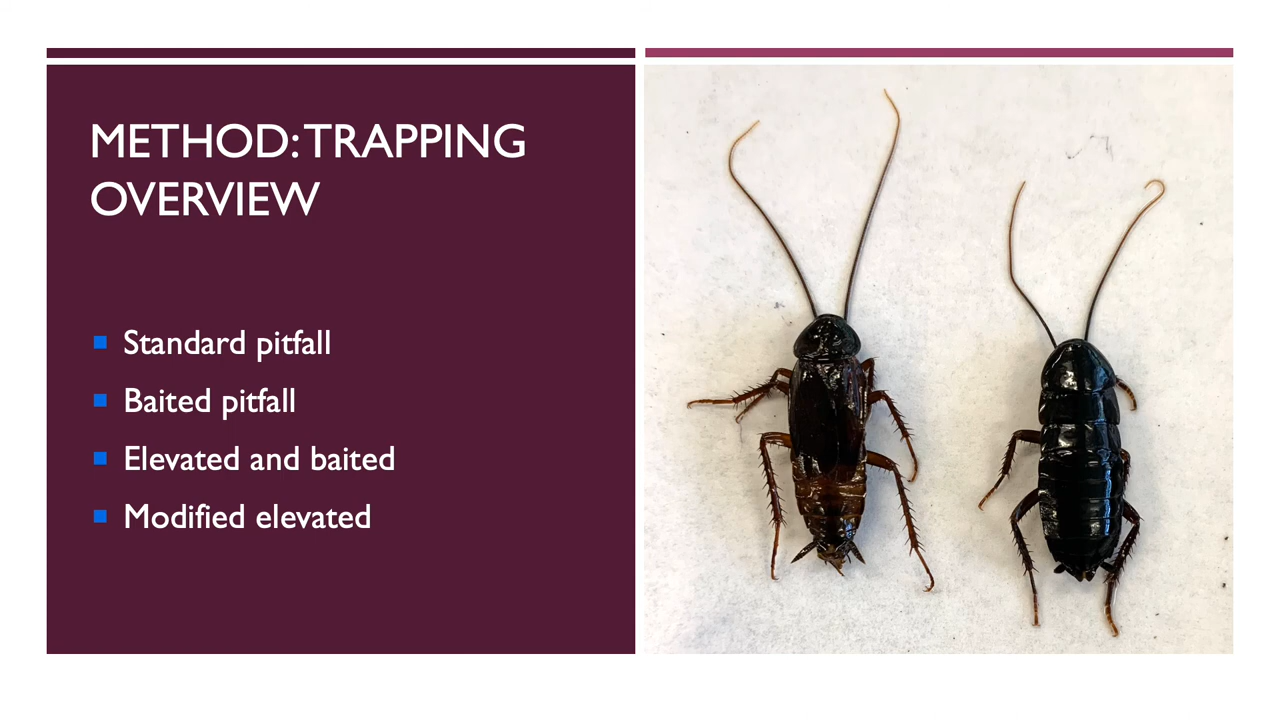 METHOD: TRAPPING
OVERVIEW
Standard pitfall
Baited pitfall
Elevated and baited
Modified elevated